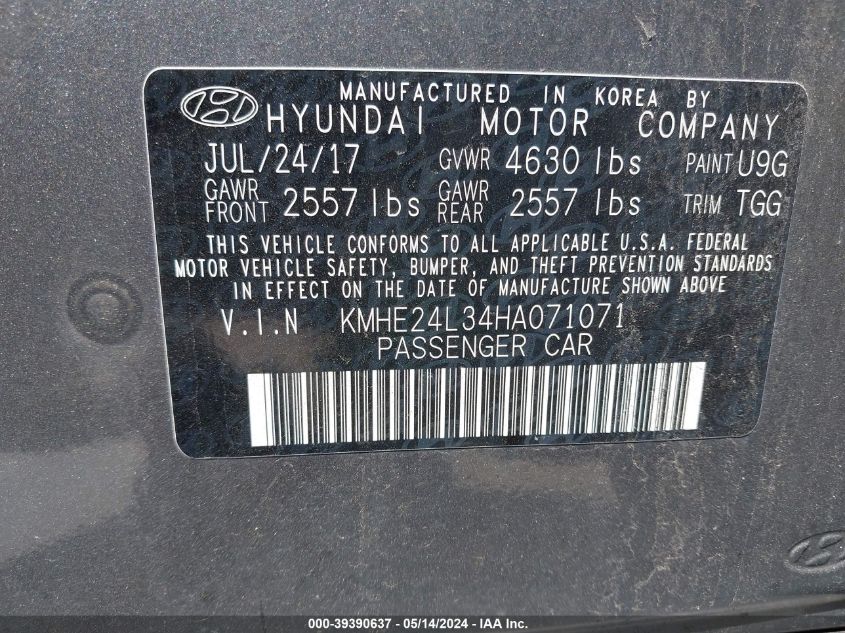 MANUFACTURED IN KOREA BY
HYUNDAI MOTOR COMPANY
JUL/24/17 GVWR 4630 lbs PAINT U9G
GAWR FRONT 2557 lbs GAWR REAR 2557 lbs TRIM TGG
THIS VEHICLE CONFORMS TO ALL APPLICABLE U.S.A. FEDERAL
MOTOR VEHICLE SAFETY, BUMPER, AND THEFT PREVENTION STANDARDS
IN EFFECT ON THE DATE OF MANUFACTURE SHOWN ABOVE.
V.I.N KMHE24L34HA071071
PASSENGER CAR
000-39390637 - 05/14/2024 - IAA Inc.